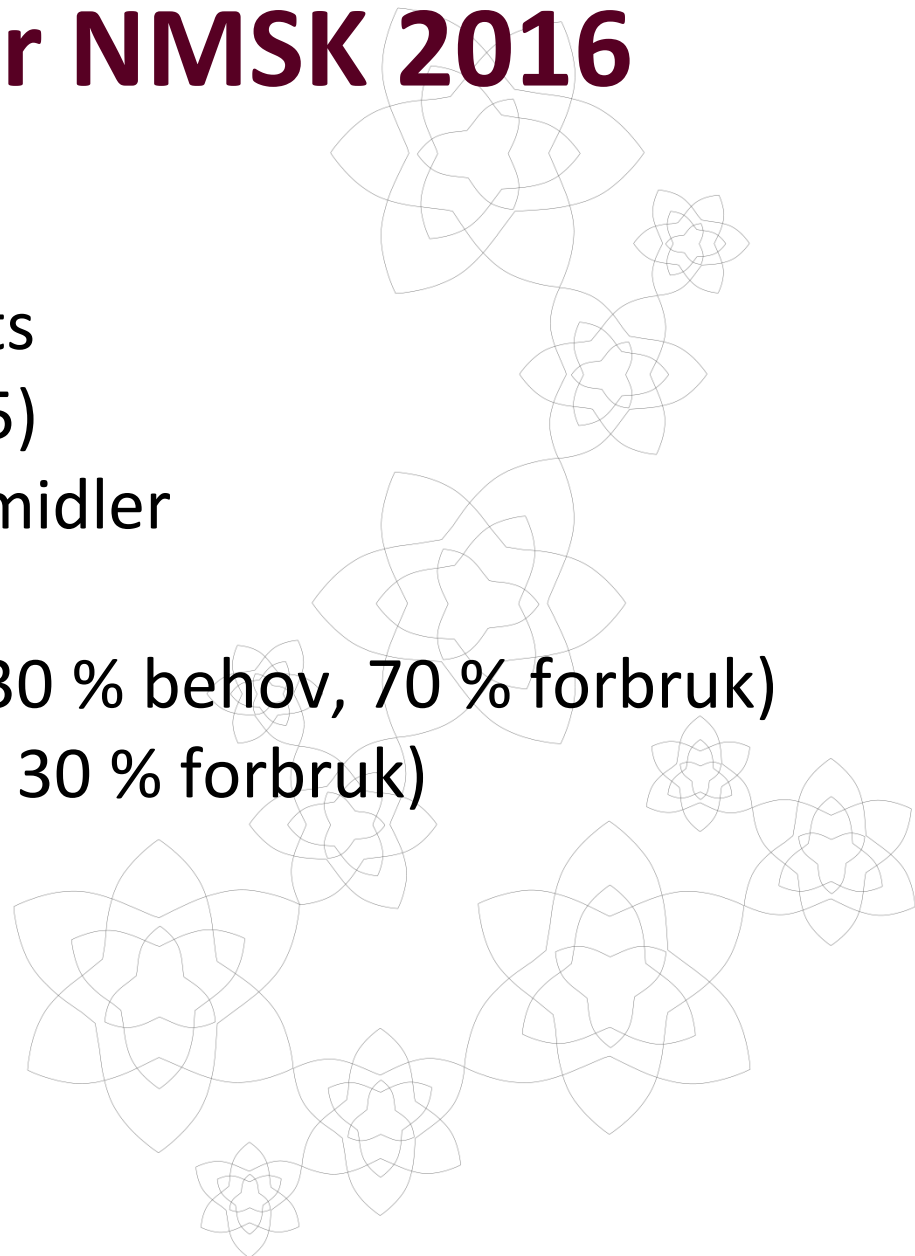 r NMSK 2016
ts
5)
midler
30 % behov, 70 % forbruk)
30 % forbruk)